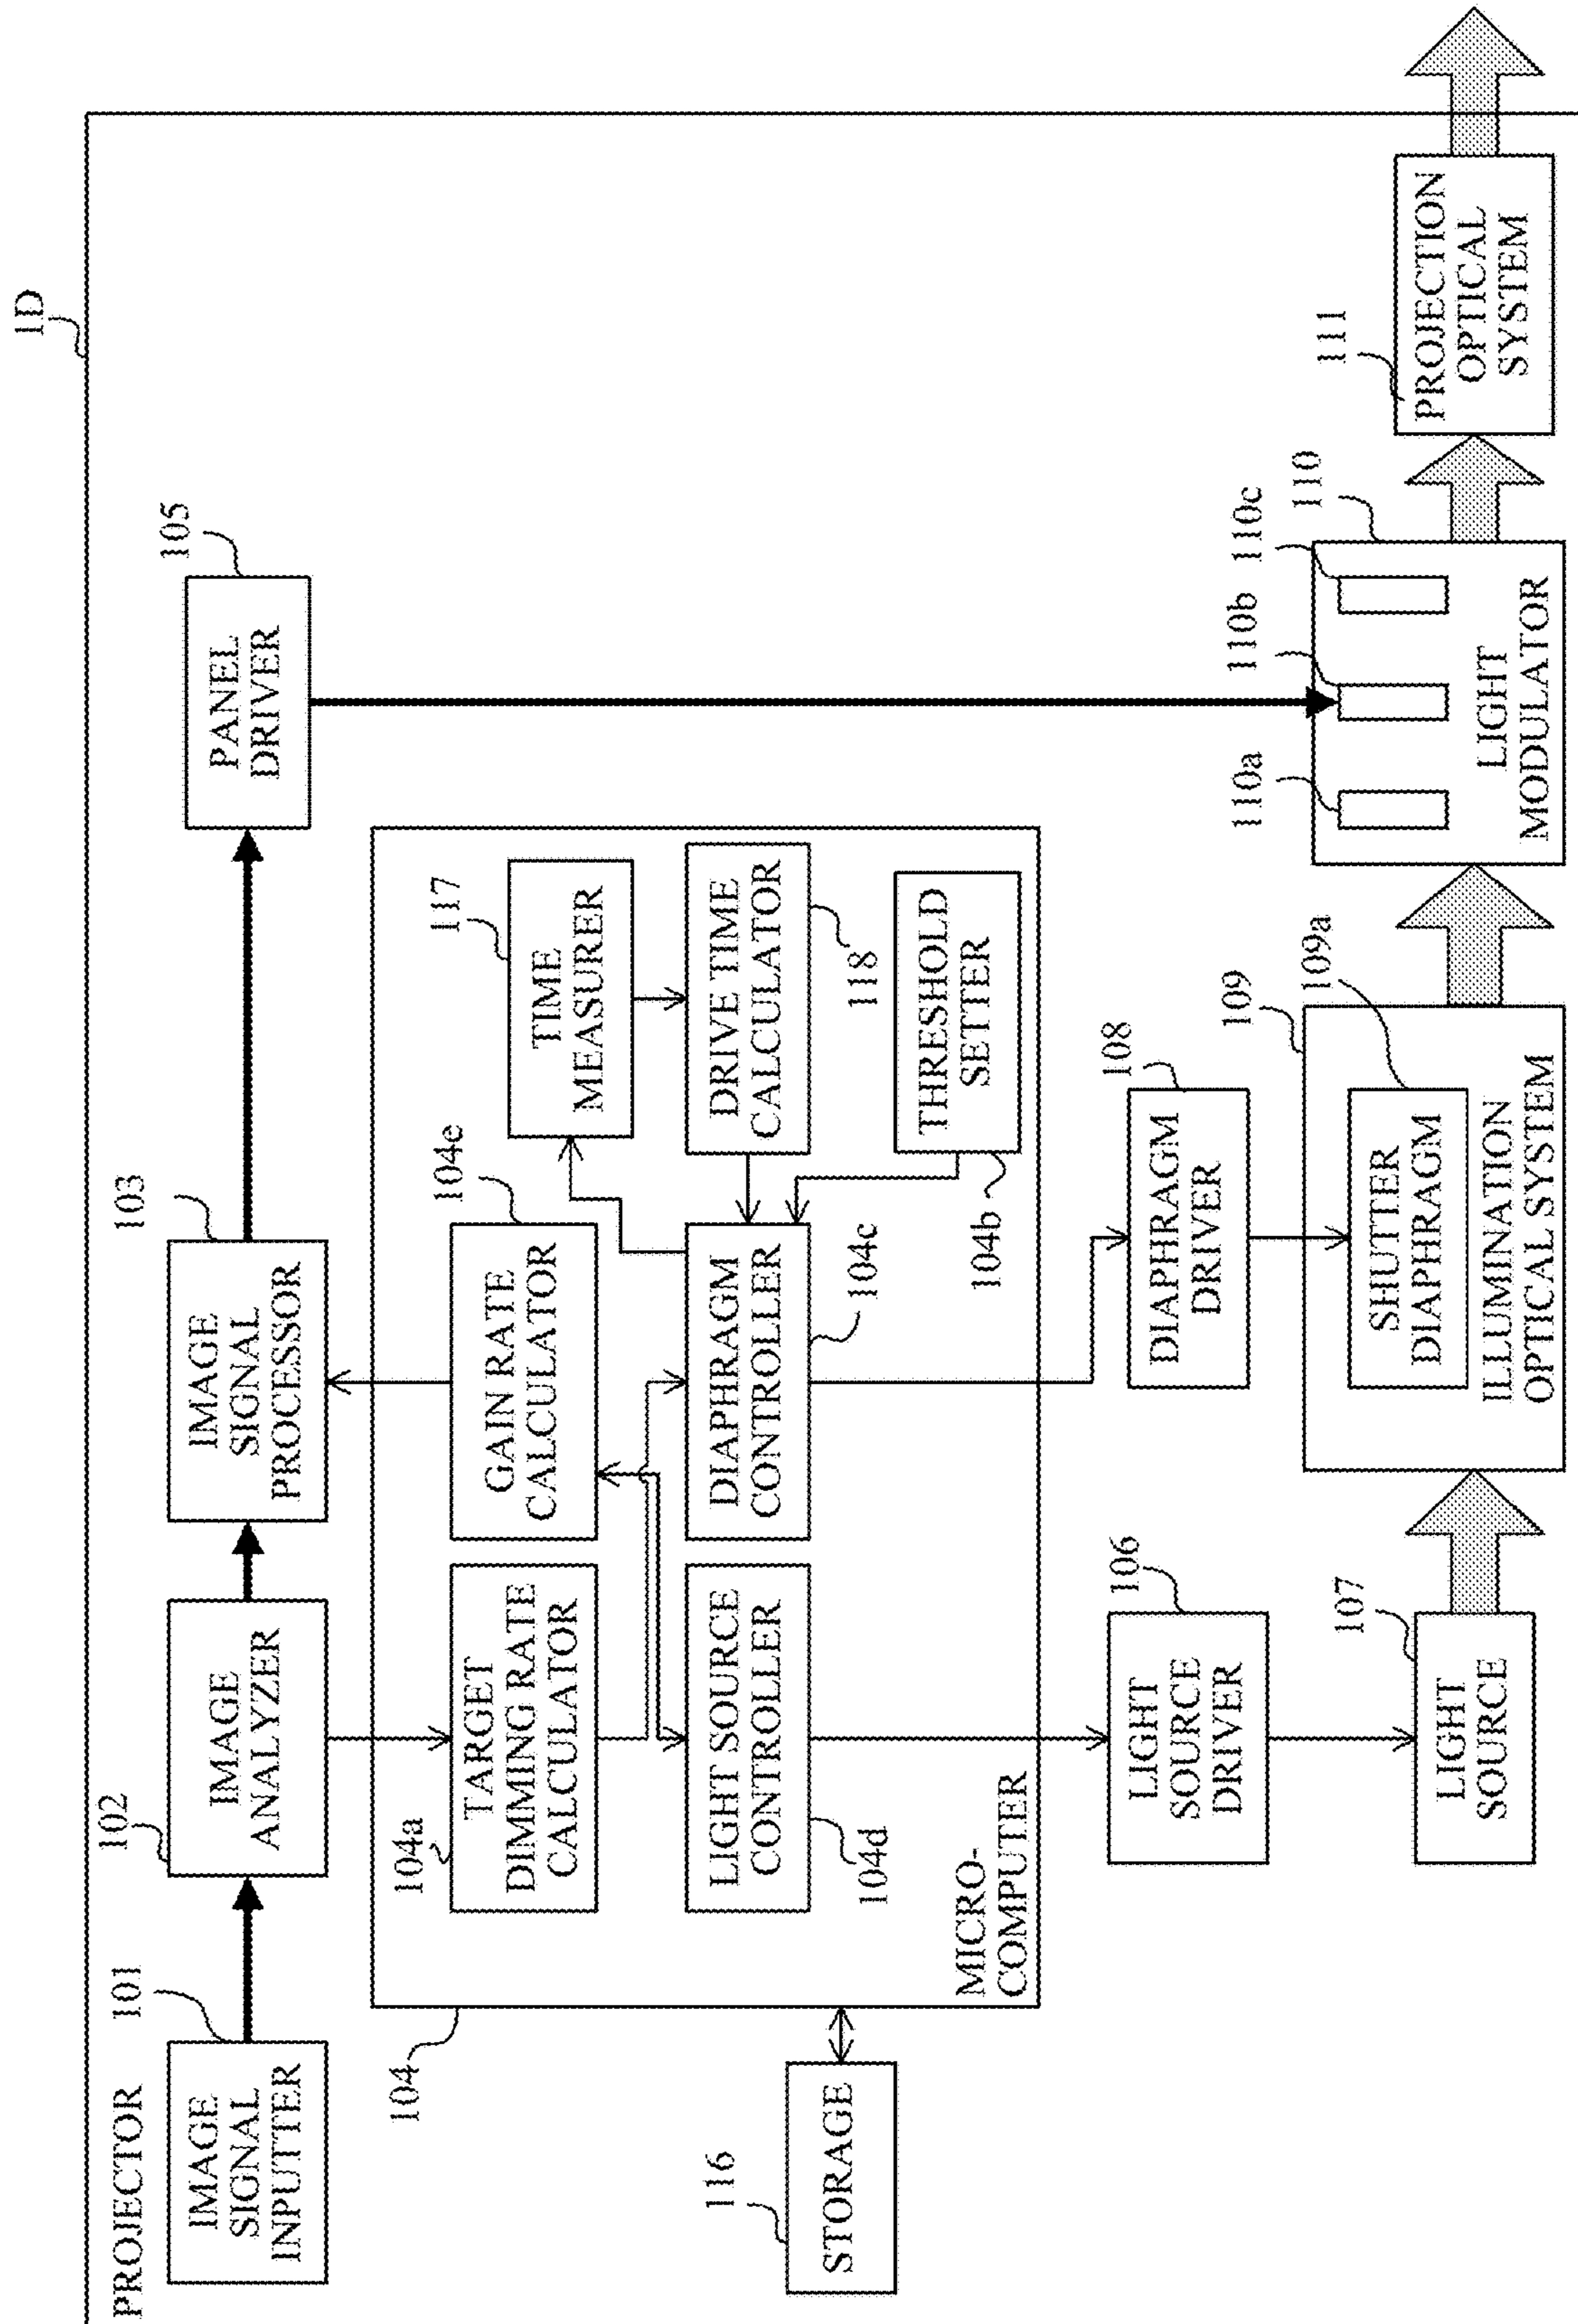 1D
PROJECTOR
101
IMAGE
SIGNAL
INPUTTER
102
IMAGE
ANALYZER
103
IMAGE
SIGNAL
PROCESSOR
105
PANEL
DRIVER
104
104a
TARGET
DIMMING RATE
CALCULATOR
104e
GAIN RATE
CALCULATOR
117
TIME
MEASURER
LIGHT SOURCE
CONTROLLER
104d
DIAPHRAGM
CONTROLLER
104c
DRIVE TIME
CALCULATOR
118
THRESHOLD
SETTER
104b
MICRO-
COMPUTER
116
STORAGE
106
LIGHT
SOURCE
DRIVER
108
DIAPHRAGM
DRIVER
107
LIGHT
SOURCE
109
109a
SHUTTER
DIAPHRAGM
ILLUMINATION
OPTICAL SYSTEM
110a
110b
110c
110
LIGHT
MODULATOR
111
PROJECTION
OPTICAL
SYSTEM